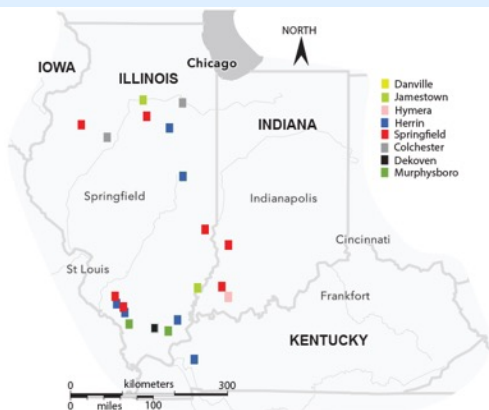 NORTH
Chicago
IOWA
ILLINOIS
INDIANA
Danville
Jamestown
Hymera
Herrin
Springfield
Colchester
Dekoven
Murphysboro
Springfield
Indianapolis
Cincinnati
St Louis
Frankfort
KENTUCKY
0 kilometers 300
0 miles 100